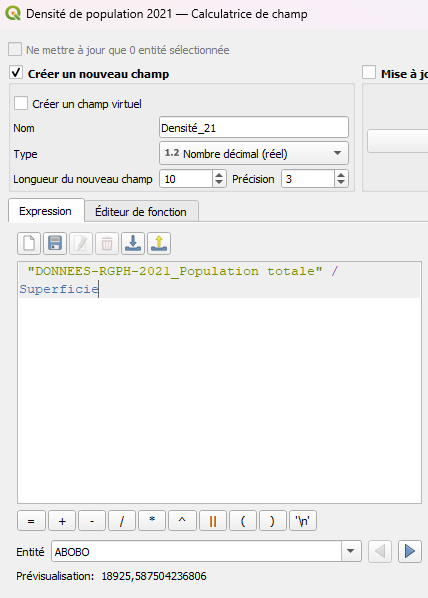 Densité de population 2021 — Calculatrice de champ
Ne mettre à jour que 0 entité sélectionnée
Créer un nouveau champ
Mise à jo
Créer un champ virtuel
Nom Densité_21
Type 1.2 Nombre décimal (réel)
Longueur du nouveau champ 10 Précision 3
Expression Éditeur de fonction
"DONNEES-RGPH-2021_Population totale" /
Superficie
= + - / * ^ || ( ) '\n'
Entité ABOBO
Prévisualisation: 18925,587504236806